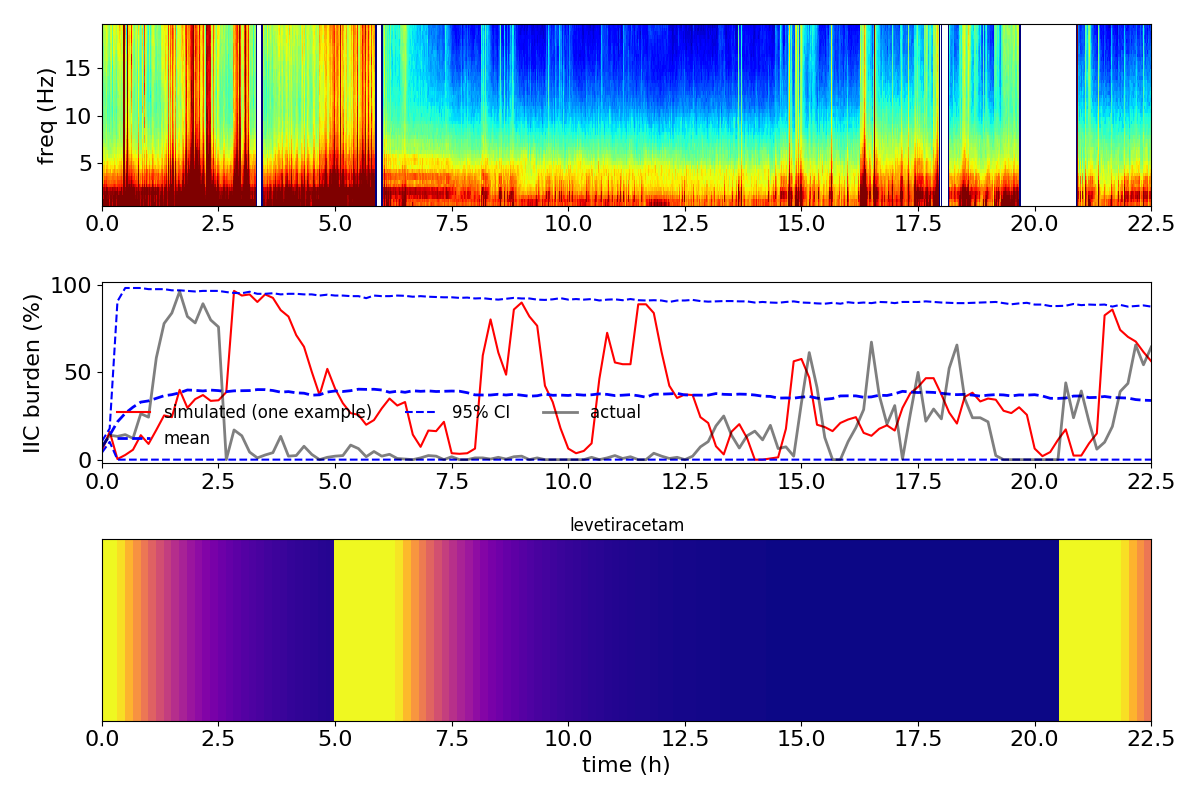 freq (Hz)
15
10
5
0.0 2.5 5.0 7.5 10.0 12.5 15.0 17.5 20.0 22.5
IIC burden (%)
100
50
0
simulated (one example) 95% CI actual
mean
0.0 2.5 5.0 7.5 10.0 12.5 15.0 17.5 20.0 22.5
levetiracetam
0.0 2.5 5.0 7.5 10.0 12.5 15.0 17.5 20.0 22.5
time (h)